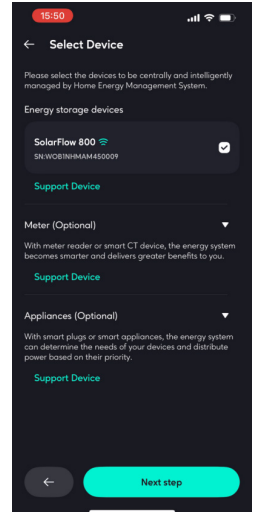 15:50
Select Device
Please select the devices to be centrally and intelligently
managed by Home Energy Management System.
Energy storage devices
SolarFlow 800
SN:WOB1NHMAM450009
Support Device
Meter (Optional)
With meter reader or smart CT device, the energy system
becomes smarter and delivers greater benefits to you.
Support Device
Appliances (Optional)
With smart plugs or smart appliances, the energy system
can determine the needs of your devices and distribute
power based on their priority.
Support Device
Next step